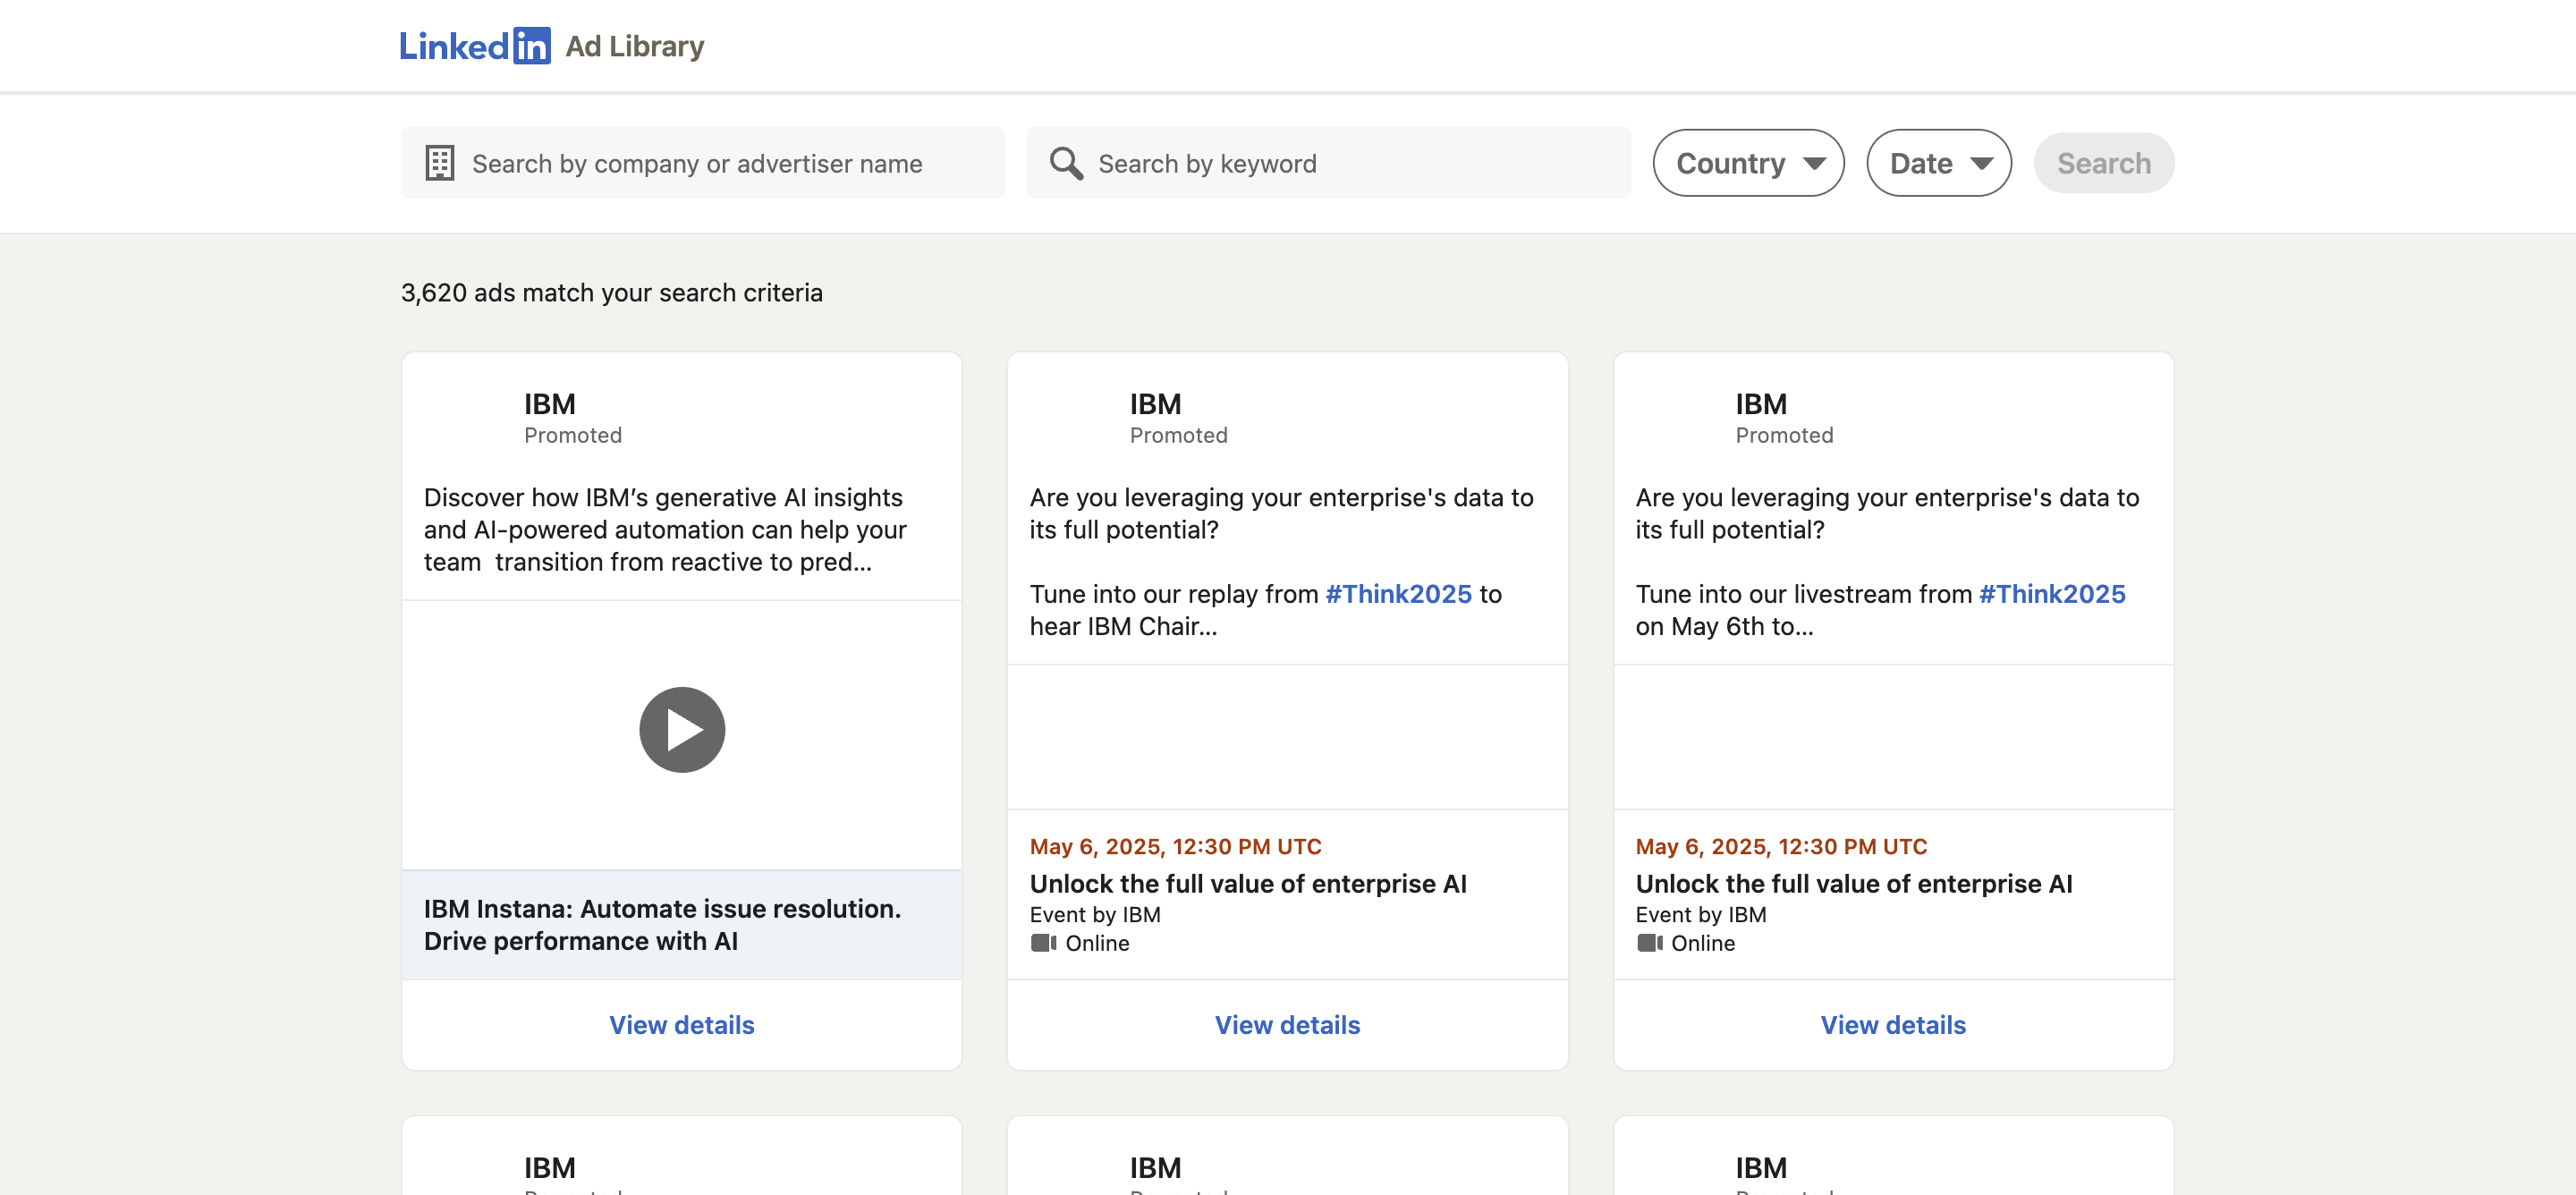 Linkedin Ad Library
Search by company or advertiser name
Search by keyword
Country
Date
Search
3,620 ads match your search criteria
IBM
Promoted
Discover how IBM’s generative AI insights
and AI-powered automation can help your
team  transition from reactive to pred...
IBM Instana: Automate issue resolution.
Drive performance with AI
View details
IBM
Promoted
Are you leveraging your enterprise's data to
its full potential?
Tune into our replay from #Think2025 to
hear IBM Chair...
May 6, 2025, 12:30 PM UTC
Unlock the full value of enterprise AI
Event by IBM
Online
View details
IBM
Promoted
Are you leveraging your enterprise's data to
its full potential?
Tune into our livestream from #Think2025
on May 6th to...
May 6, 2025, 12:30 PM UTC
Unlock the full value of enterprise AI
Event by IBM
Online
View details
IBM
IBM
IBM